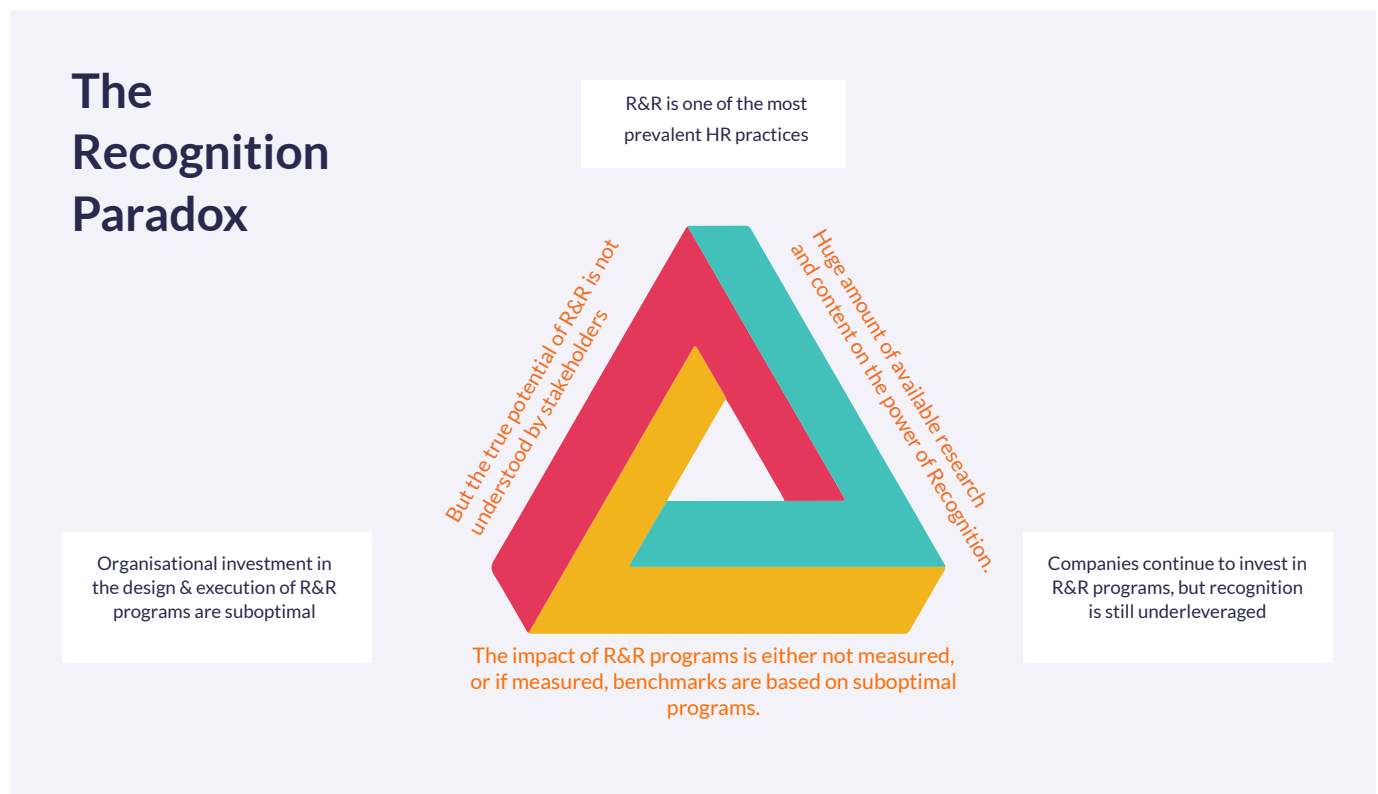 The
Recognition
Paradox
R&R is one of the most
prevalent HR practices
But the true potential of R&R is not
understood by stakeholders
Huge amount of available research
and content on the power of Recognition.
Organisational investment in
the design & execution of R&R
programs are suboptimal
Companies continue to invest in
R&R programs, but recognition
is still underleveraged
The impact of R&R programs is either not measured,
or if measured, benchmarks are based on suboptimal
programs.